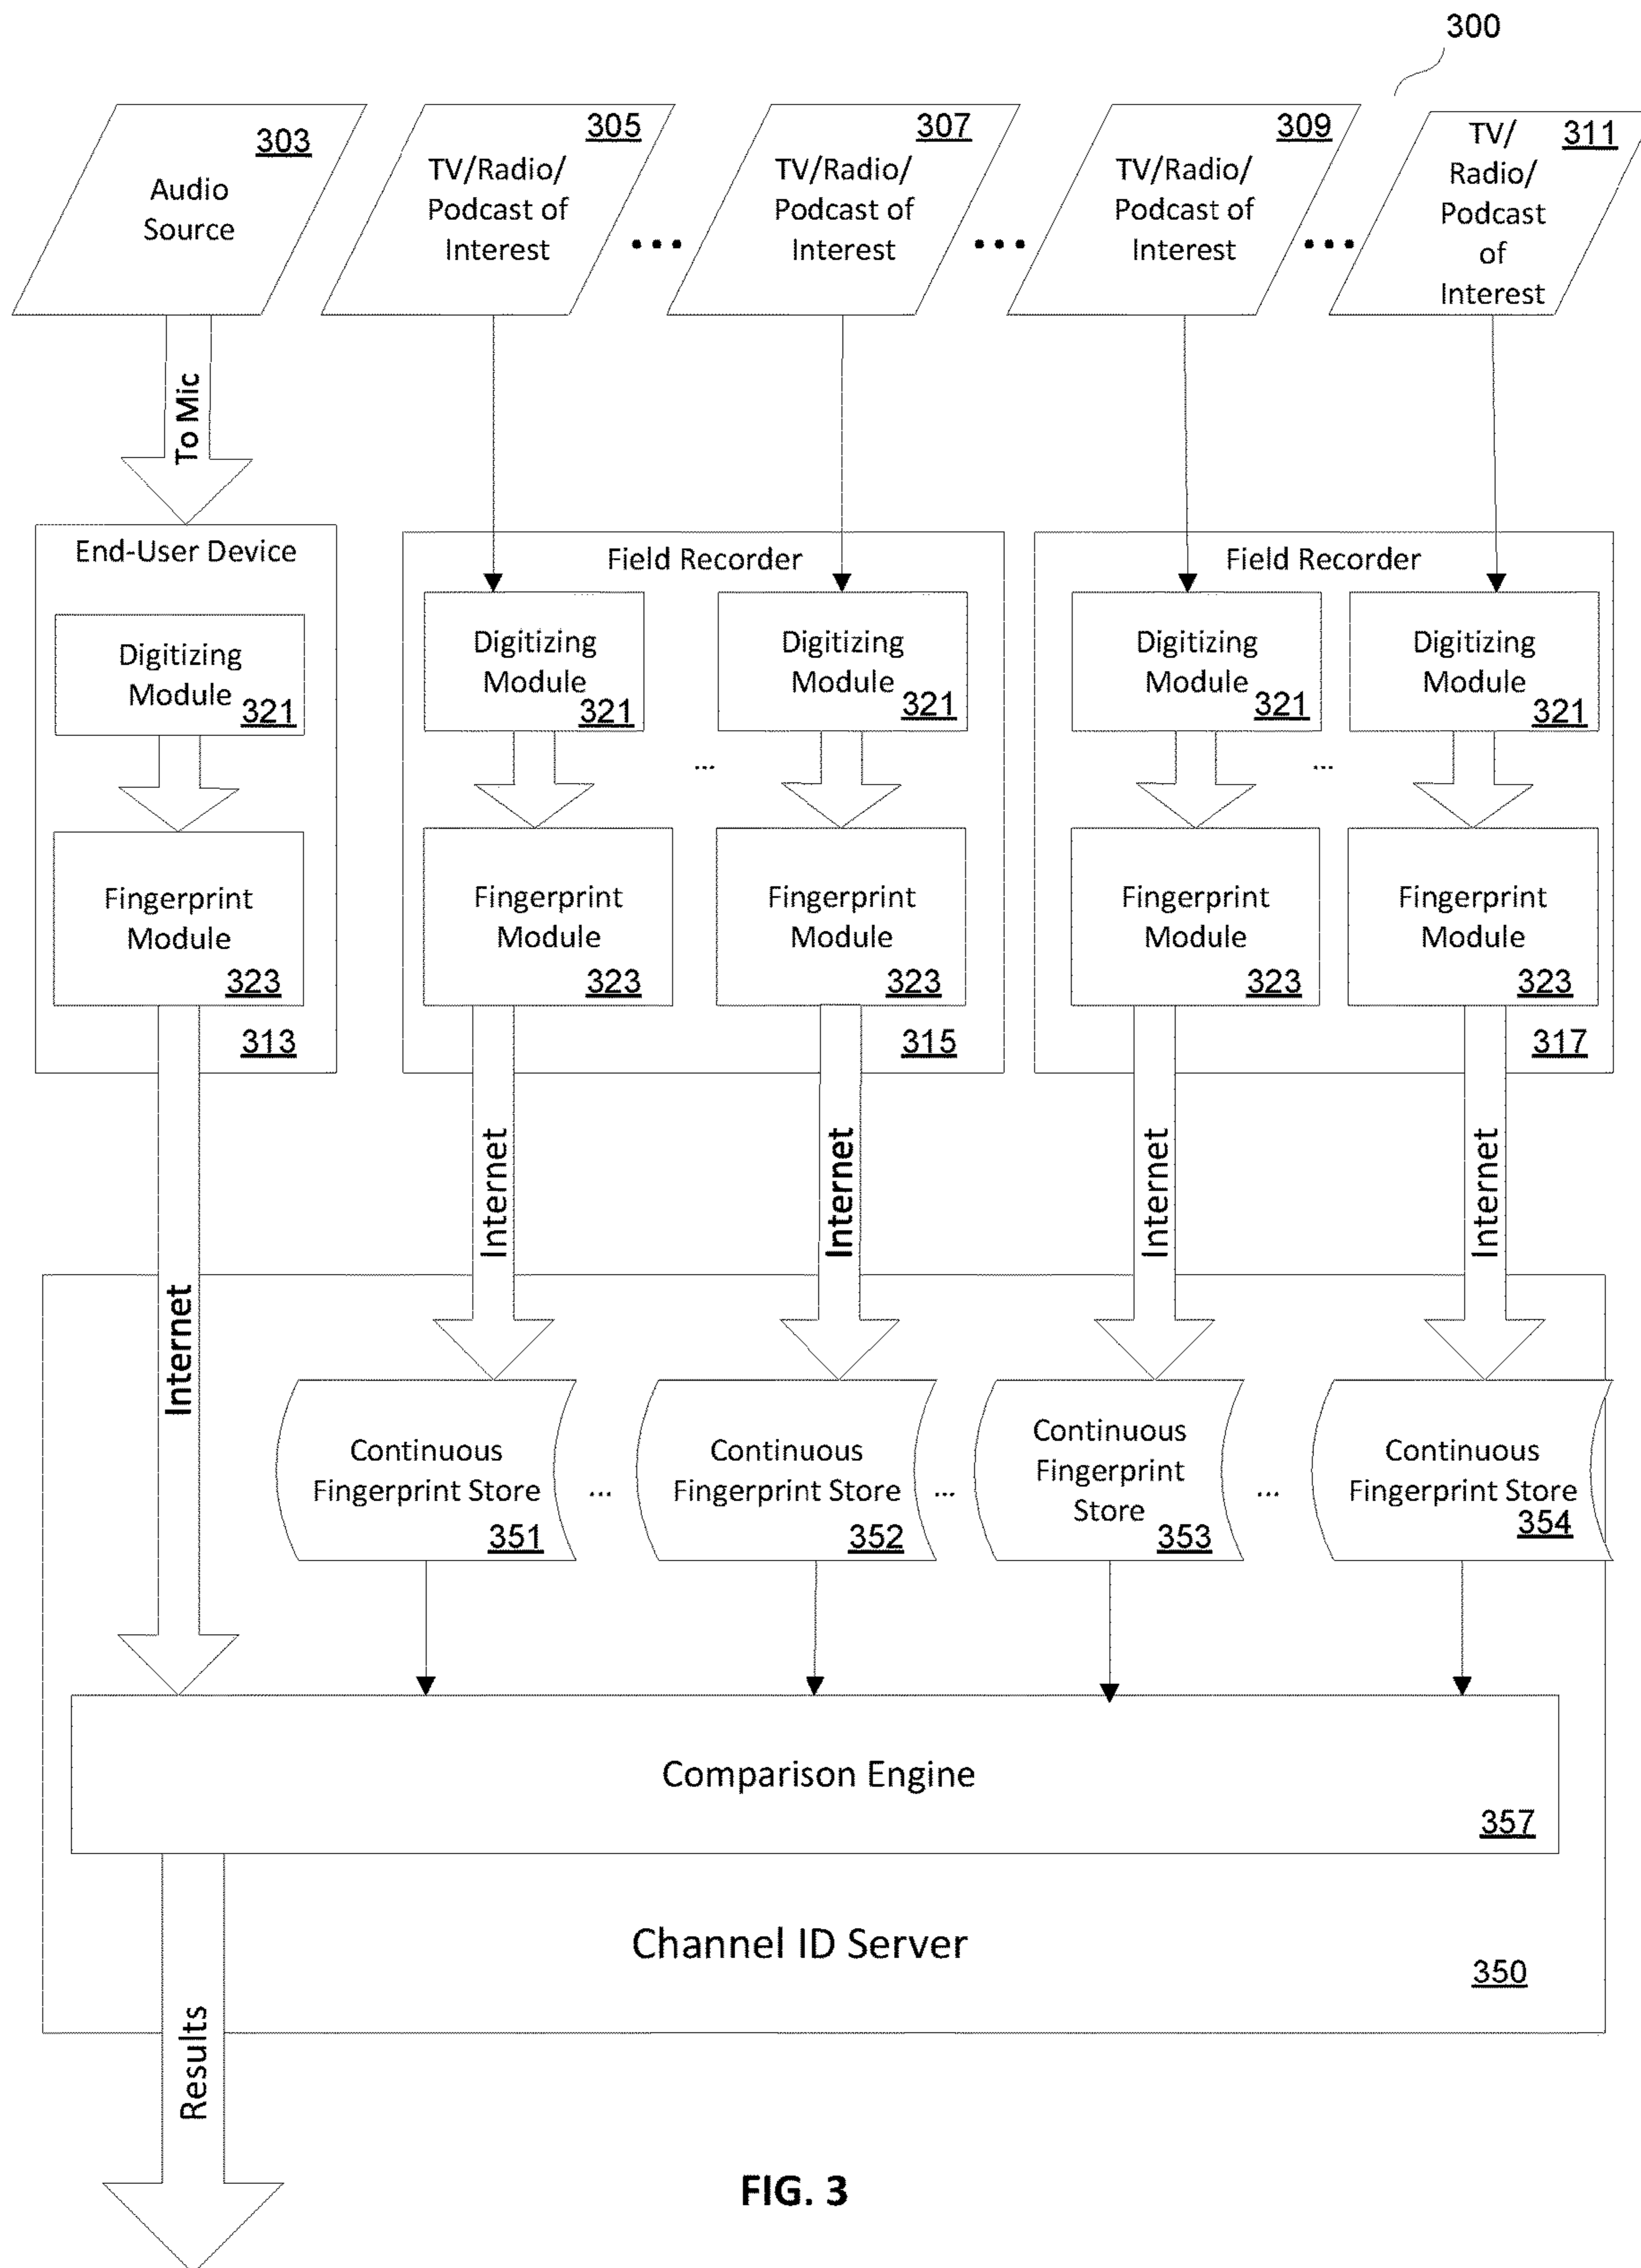 300
303
Audio
Source
305
TV/Radio/
Podcast of
Interest
•••
307
TV/Radio/
Podcast of
Interest
•••
309
TV/Radio/
Podcast of
Interest
•••
311
TV/
Radio/
Podcast
of
Interest
To Mic
End-User Device
Digitizing
Module
321
Fingerprint
Module
323
313
Field Recorder
Digitizing
Module
321
Digitizing
Module
321
...
Fingerprint
Module
323
Fingerprint
Module
323
315
Field Recorder
Digitizing
Module
321
Digitizing
Module
321
...
Fingerprint
Module
323
Fingerprint
Module
323
317
Internet
Internet
Internet
Internet
Internet
Continuous
Fingerprint Store
351
...
Continuous
Fingerprint Store
352
...
Continuous
Fingerprint
Store
353
...
Continuous
Fingerprint Store
354
Comparison Engine
357
Channel ID Server
350
Results
FIG. 3